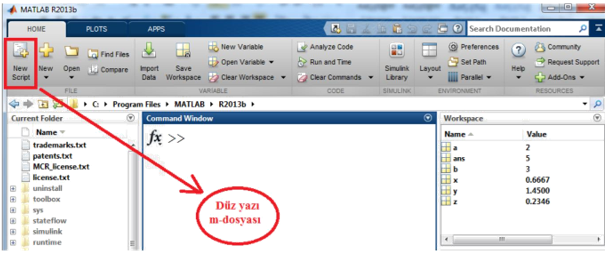 MATLAB R2013b
HOME PLOTS APPS Search Documentation
New Script New Open Find Files Compare Import Data Save Workspace New Variable Open Variable Clear Workspace Analyze Code Run and Time Clear Commands Simulink Library Layout Preferences Set Path Parallel Help Community Request Support Add-Ons
FILE VARIABLE CODE SIMULINK ENVIRONMENT RESOURCES
C: Program Files MATLAB R2013b
Current Folder Command Window Workspace
Name Name Value
trademarks.txt
patents.txt
MCR_license.txt
license.txt
uninstall
toolbox
sys
stateflow
simulink
runtime
fx >>
a 2
ans 5
b 3
x 0.6667
y 1.4500
z 0.2346
Düz yazı
m-dosyası